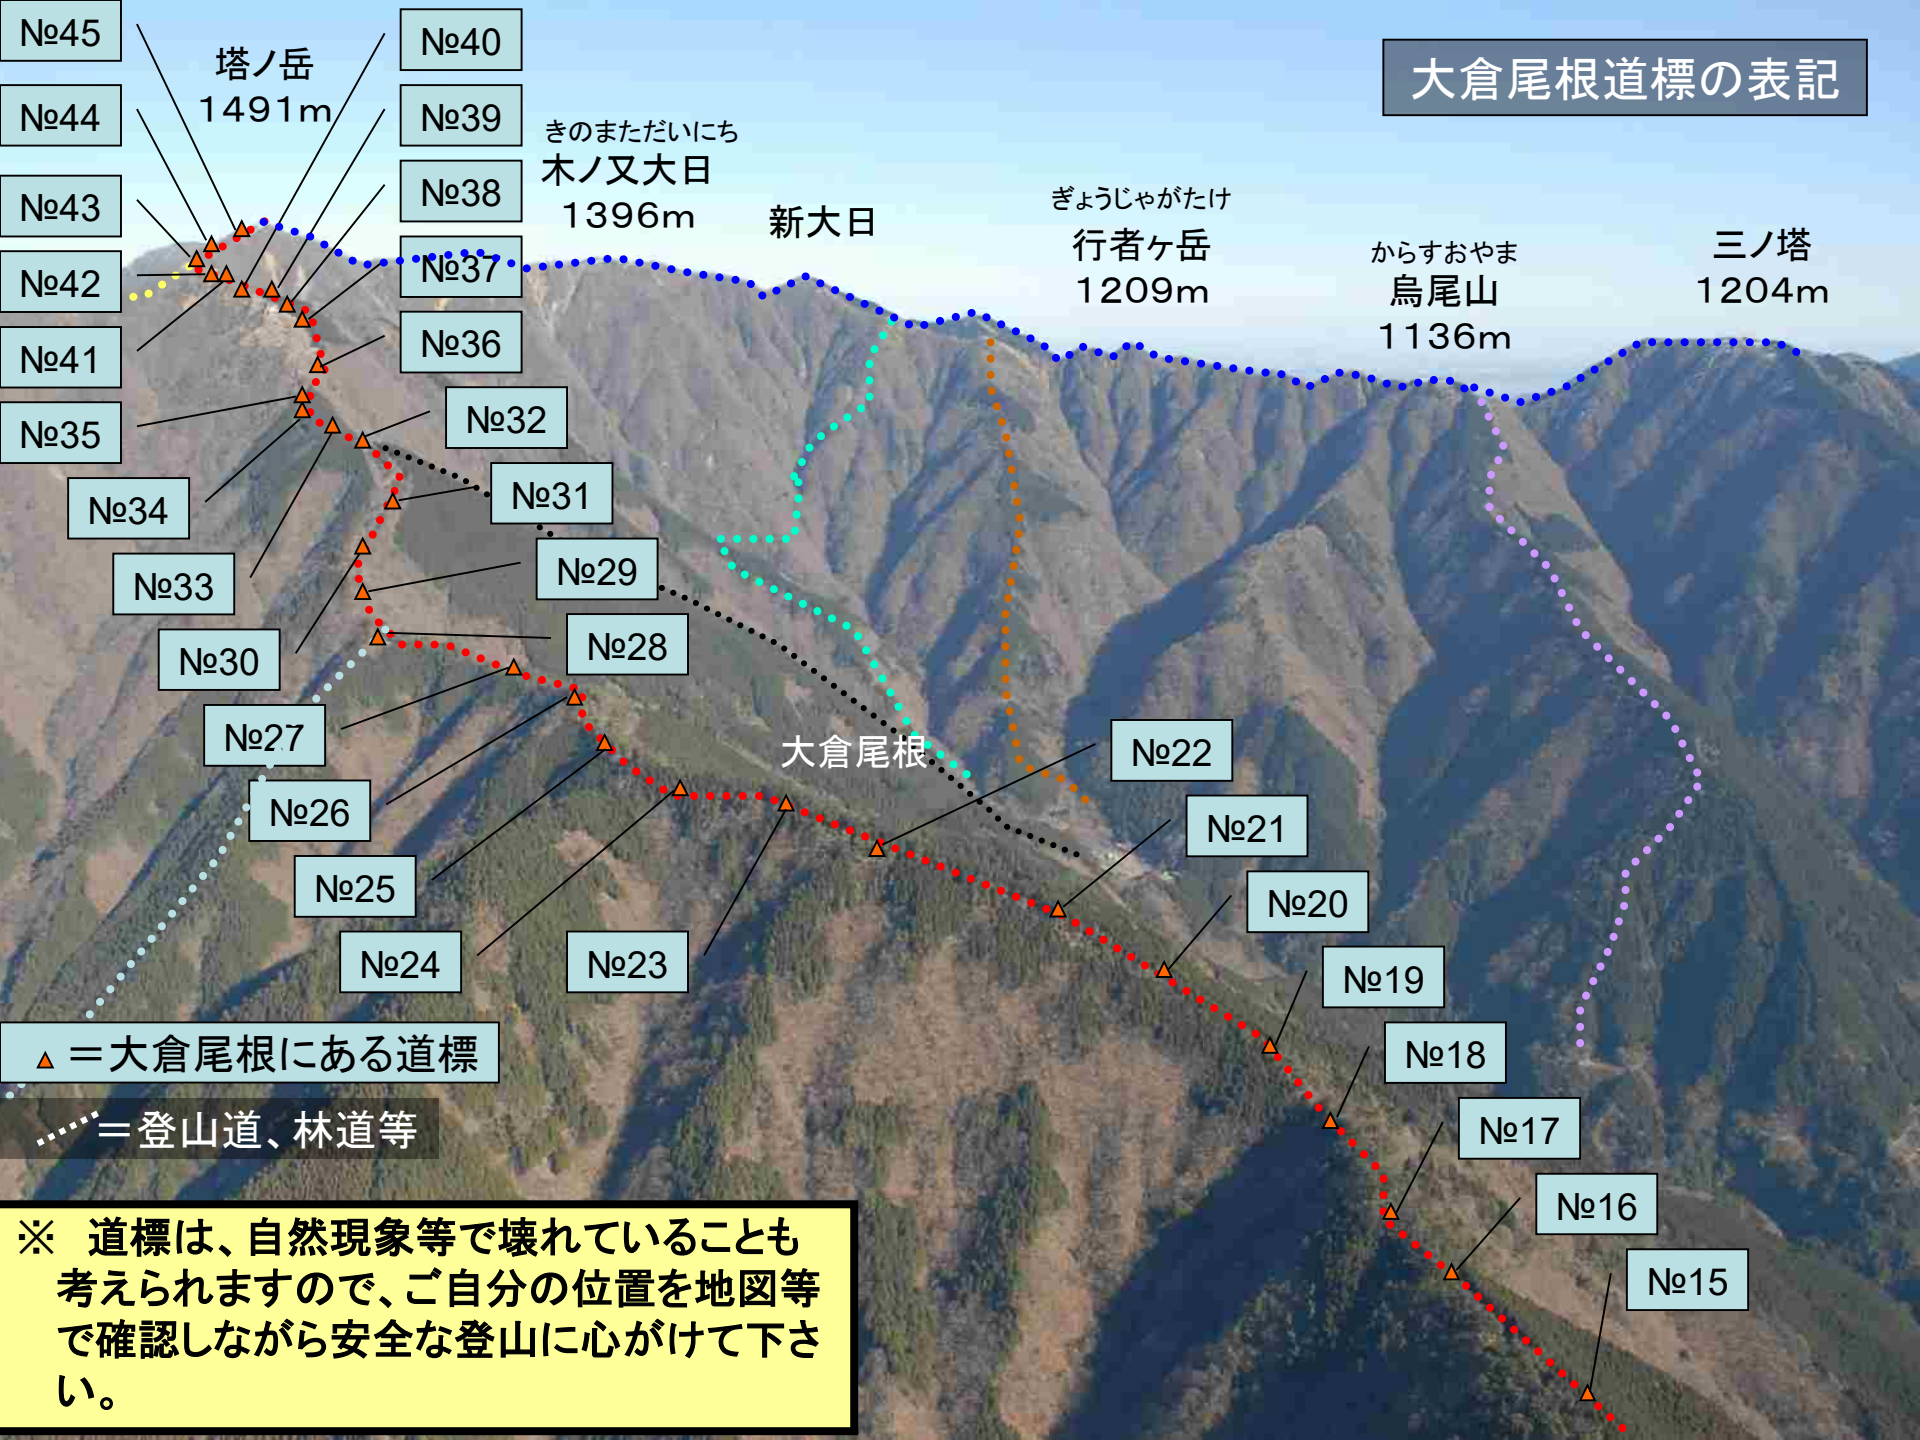 大倉尾根道標の表記
塔ノ岳
1491m
きのまただいにち
木ノ又大日
1396m
新大日
ぎょうじゃがたけ
行者ヶ岳
1209m
からすおやま
烏尾山
1136m
三ノ塔
1204m
№45
№44
№43
№42
№41
№35
№34
№33
№30
№27
№26
№25
№24
№23
№40
№39
№38
№37
№36
№32
№31
№29
№28
大倉尾根
№22
№21
№20
№19
№18
№17
№16
№15
＝大倉尾根にある道標
＝登山道、林道等
※　道標は、自然現象等で壊れていることも
考えられますので、ご自分の位置を地図等
で確認しながら安全な登山に心がけて下さ
い。